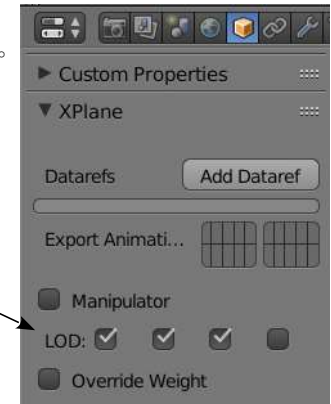 Custom Properties
XPlane
Datarefs Add Dataref
Export Animati...
Manipulator
LOD:
Override Weight